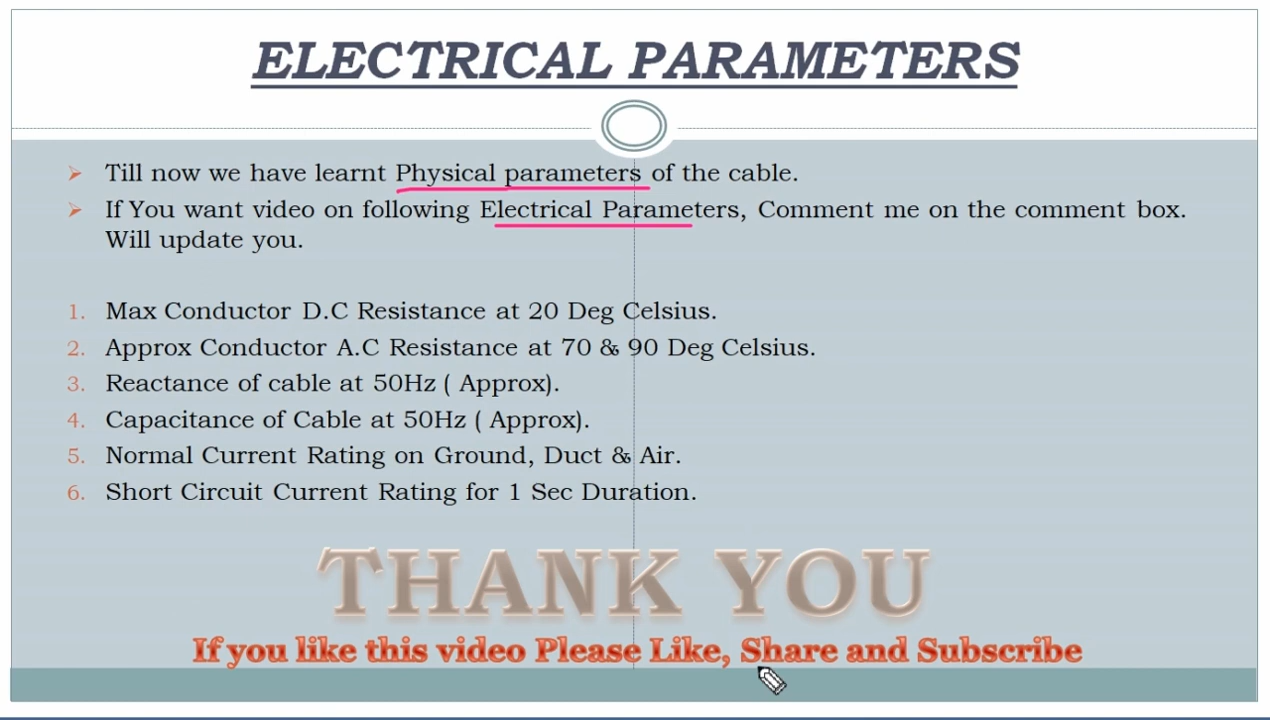 ELECTRICAL PARAMETERS
Till now we have learnt Physical parameters of the cable.
If You want video on following Electrical Parameters, Comment me on the comment box.
Will update you.
1. Max Conductor D.C Resistance at 20 Deg Celsius.
2. Approx Conductor A.C Resistance at 70 & 90 Deg Celsius.
3. Reactance of cable at 50Hz ( Approx).
4. Capacitance of Cable at 50Hz ( Approx).
5. Normal Current Rating on Ground, Duct & Air.
6. Short Circuit Current Rating for 1 Sec Duration.
THANK YOU
If you like this video Please Like, Share and Subscribe